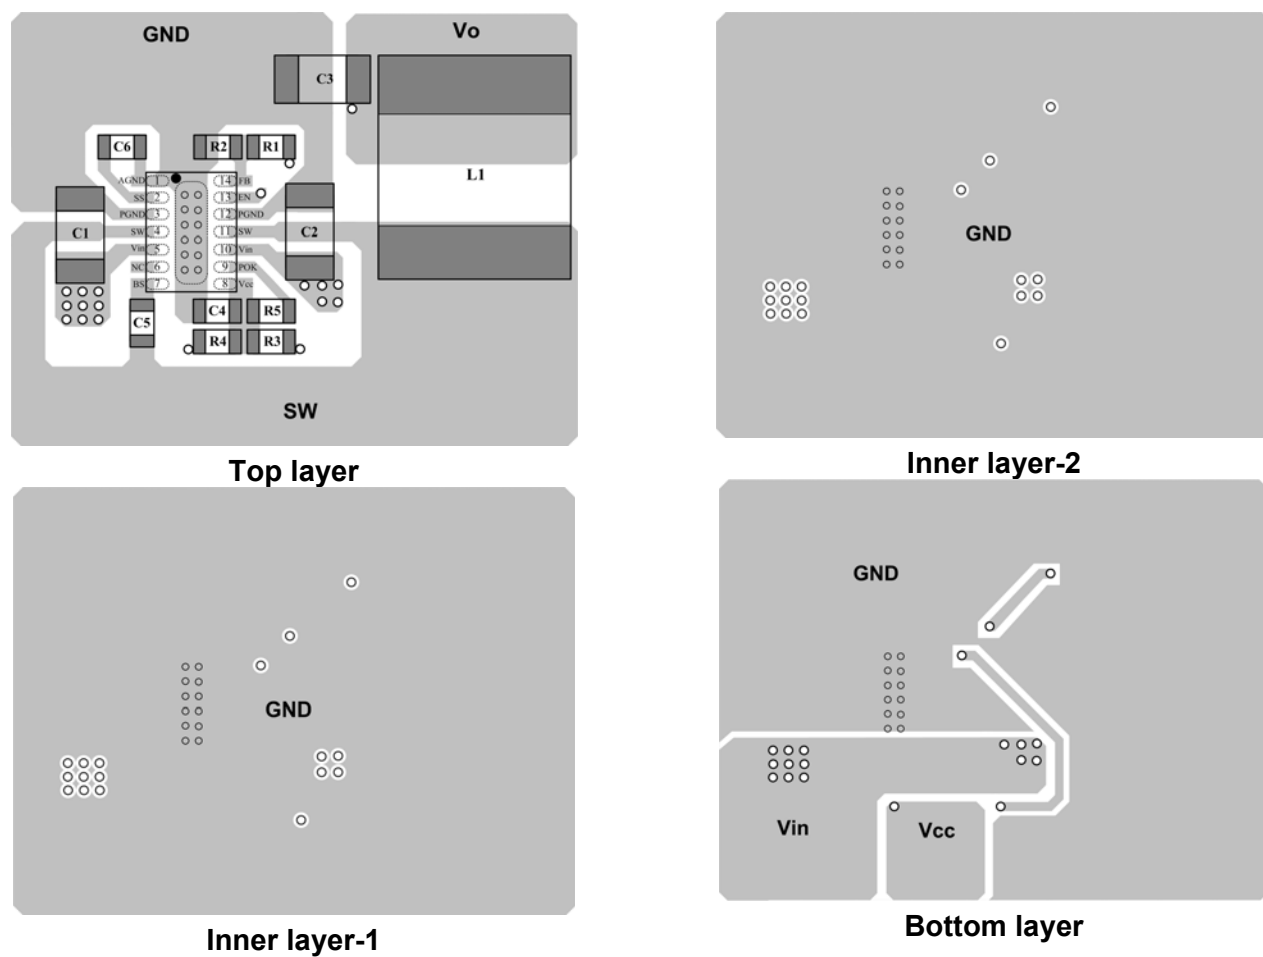 GND
Vo
C3
C6
R2
R1
L1
AGND 1
14 FB
SS 2
13 EN
PGND 3
12 PGND
C1
SW 4
11 SW
C2
Vin 5
10 Vin
NC 6
9 POK
BS 7
8 Vcc
C5
C4
R5
R4
R3
SW
Top layer
GND
Inner layer-2
GND
Inner layer-1
GND
Vin
Vcc
Bottom layer